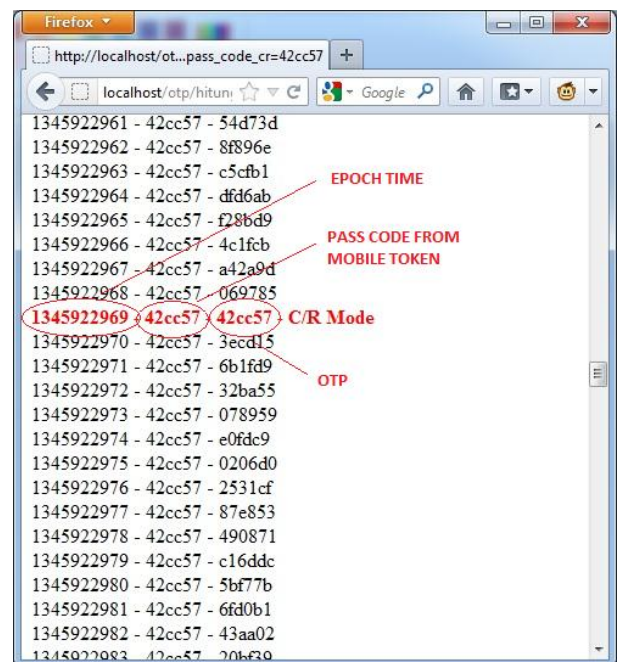 Firefox
http://localhost/ot...pass_code_cr=42cc57
localhost/otp/hitun
Google
1345922961 - 42cc57 - 54d73d
1345922962 - 42cc57 - 8f896e
1345922963 - 42cc57 - c5cfb1
1345922964 - 42cc57 - dfd6ab
EPOCH TIME
1345922965 - 42cc57 - f28bd9
1345922966 - 42cc57 - 4c1fcb
PASS CODE FROM
MOBILE TOKEN
1345922967 - 42cc57 - a42a9d
1345922968 - 42cc57 - 069785
1345922969 - 42cc57 - 42cc57 - C/R Mode
1345922970 - 42cc57 - 3ecd15
1345922971 - 42cc57 - 6b1fd9
OTP
1345922972 - 42cc57 - 32ba55
1345922973 - 42cc57 - 078959
1345922974 - 42cc57 - e0fdc9
1345922975 - 42cc57 - 0206d0
1345922976 - 42cc57 - 2531cf
1345922977 - 42cc57 - 87e853
1345922978 - 42cc57 - 490871
1345922979 - 42cc57 - c16ddc
1345922980 - 42cc57 - 5bf77b
1345922981 - 42cc57 - 6fd0b1
1345922982 - 42cc57 - 43aa02
1345922983 - 42cc57 - 20bf39